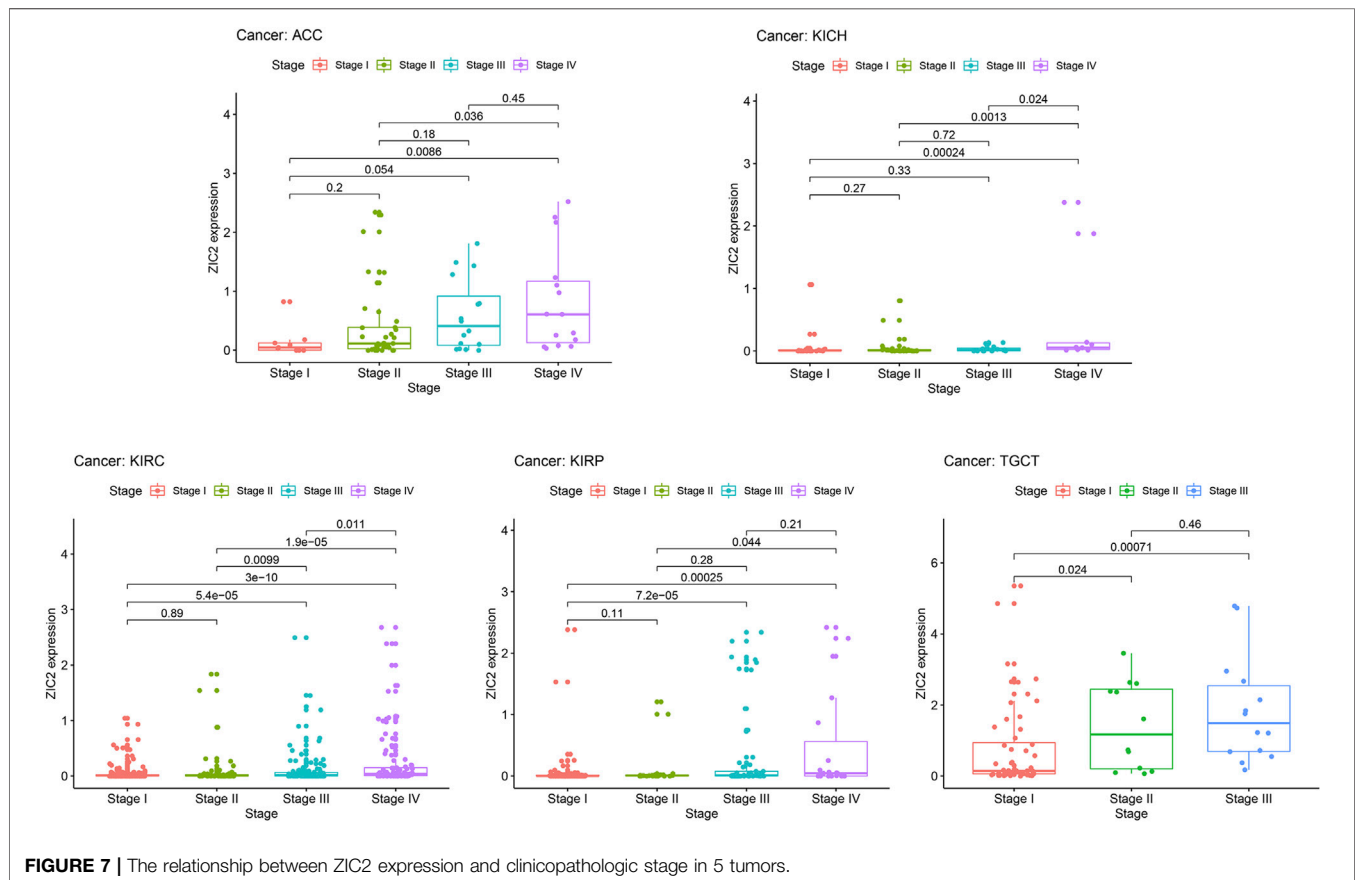 Cancer: ACC
Stage Stage I Stage II Stage III Stage IV
4
3
2
1
0
ZIC2 expression
0.45
0.036
0.18
0.0086
0.054
0.2
Stage I Stage II Stage III Stage IV
Stage
Cancer: KICH
Stage Stage I Stage II Stage III Stage IV
4
3
2
1
0
ZIC2 expression
0.024
0.0013
0.72
0.00024
0.33
0.27
Stage I Stage II Stage III Stage IV
Stage
Cancer: KIRC
Stage Stage I Stage II Stage III Stage IV
4
3
2
1
0
ZIC2 expression
0.011
1.9e−05
0.0099
3e−10
5.4e−05
0.89
Stage I Stage II Stage III Stage IV
Stage
Cancer: KIRP
Stage Stage I Stage II Stage III Stage IV
4
3
2
1
0
ZIC2 expression
0.21
0.044
0.28
0.00025
7.2e−05
0.11
Stage I Stage II Stage III Stage IV
Stage
Cancer: TGCT
Stage Stage I Stage II Stage III
6
4
2
0
ZIC2 expression
0.46
0.00071
0.024
Stage I Stage II Stage III
Stage
FIGURE 7 | The relationship between ZIC2 expression and clinicopathologic stage in 5 tumors.